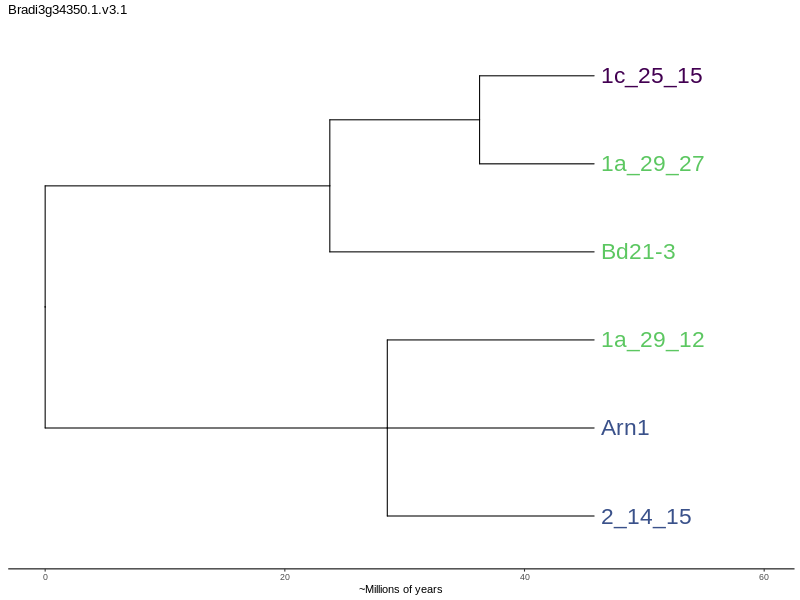 Bradi3g34350.1.v3.1
1c_25_15
1a_29_27
Bd21-3
1a_29_12
Arn1
2_14_15
0 20 40 60
~Millions of years